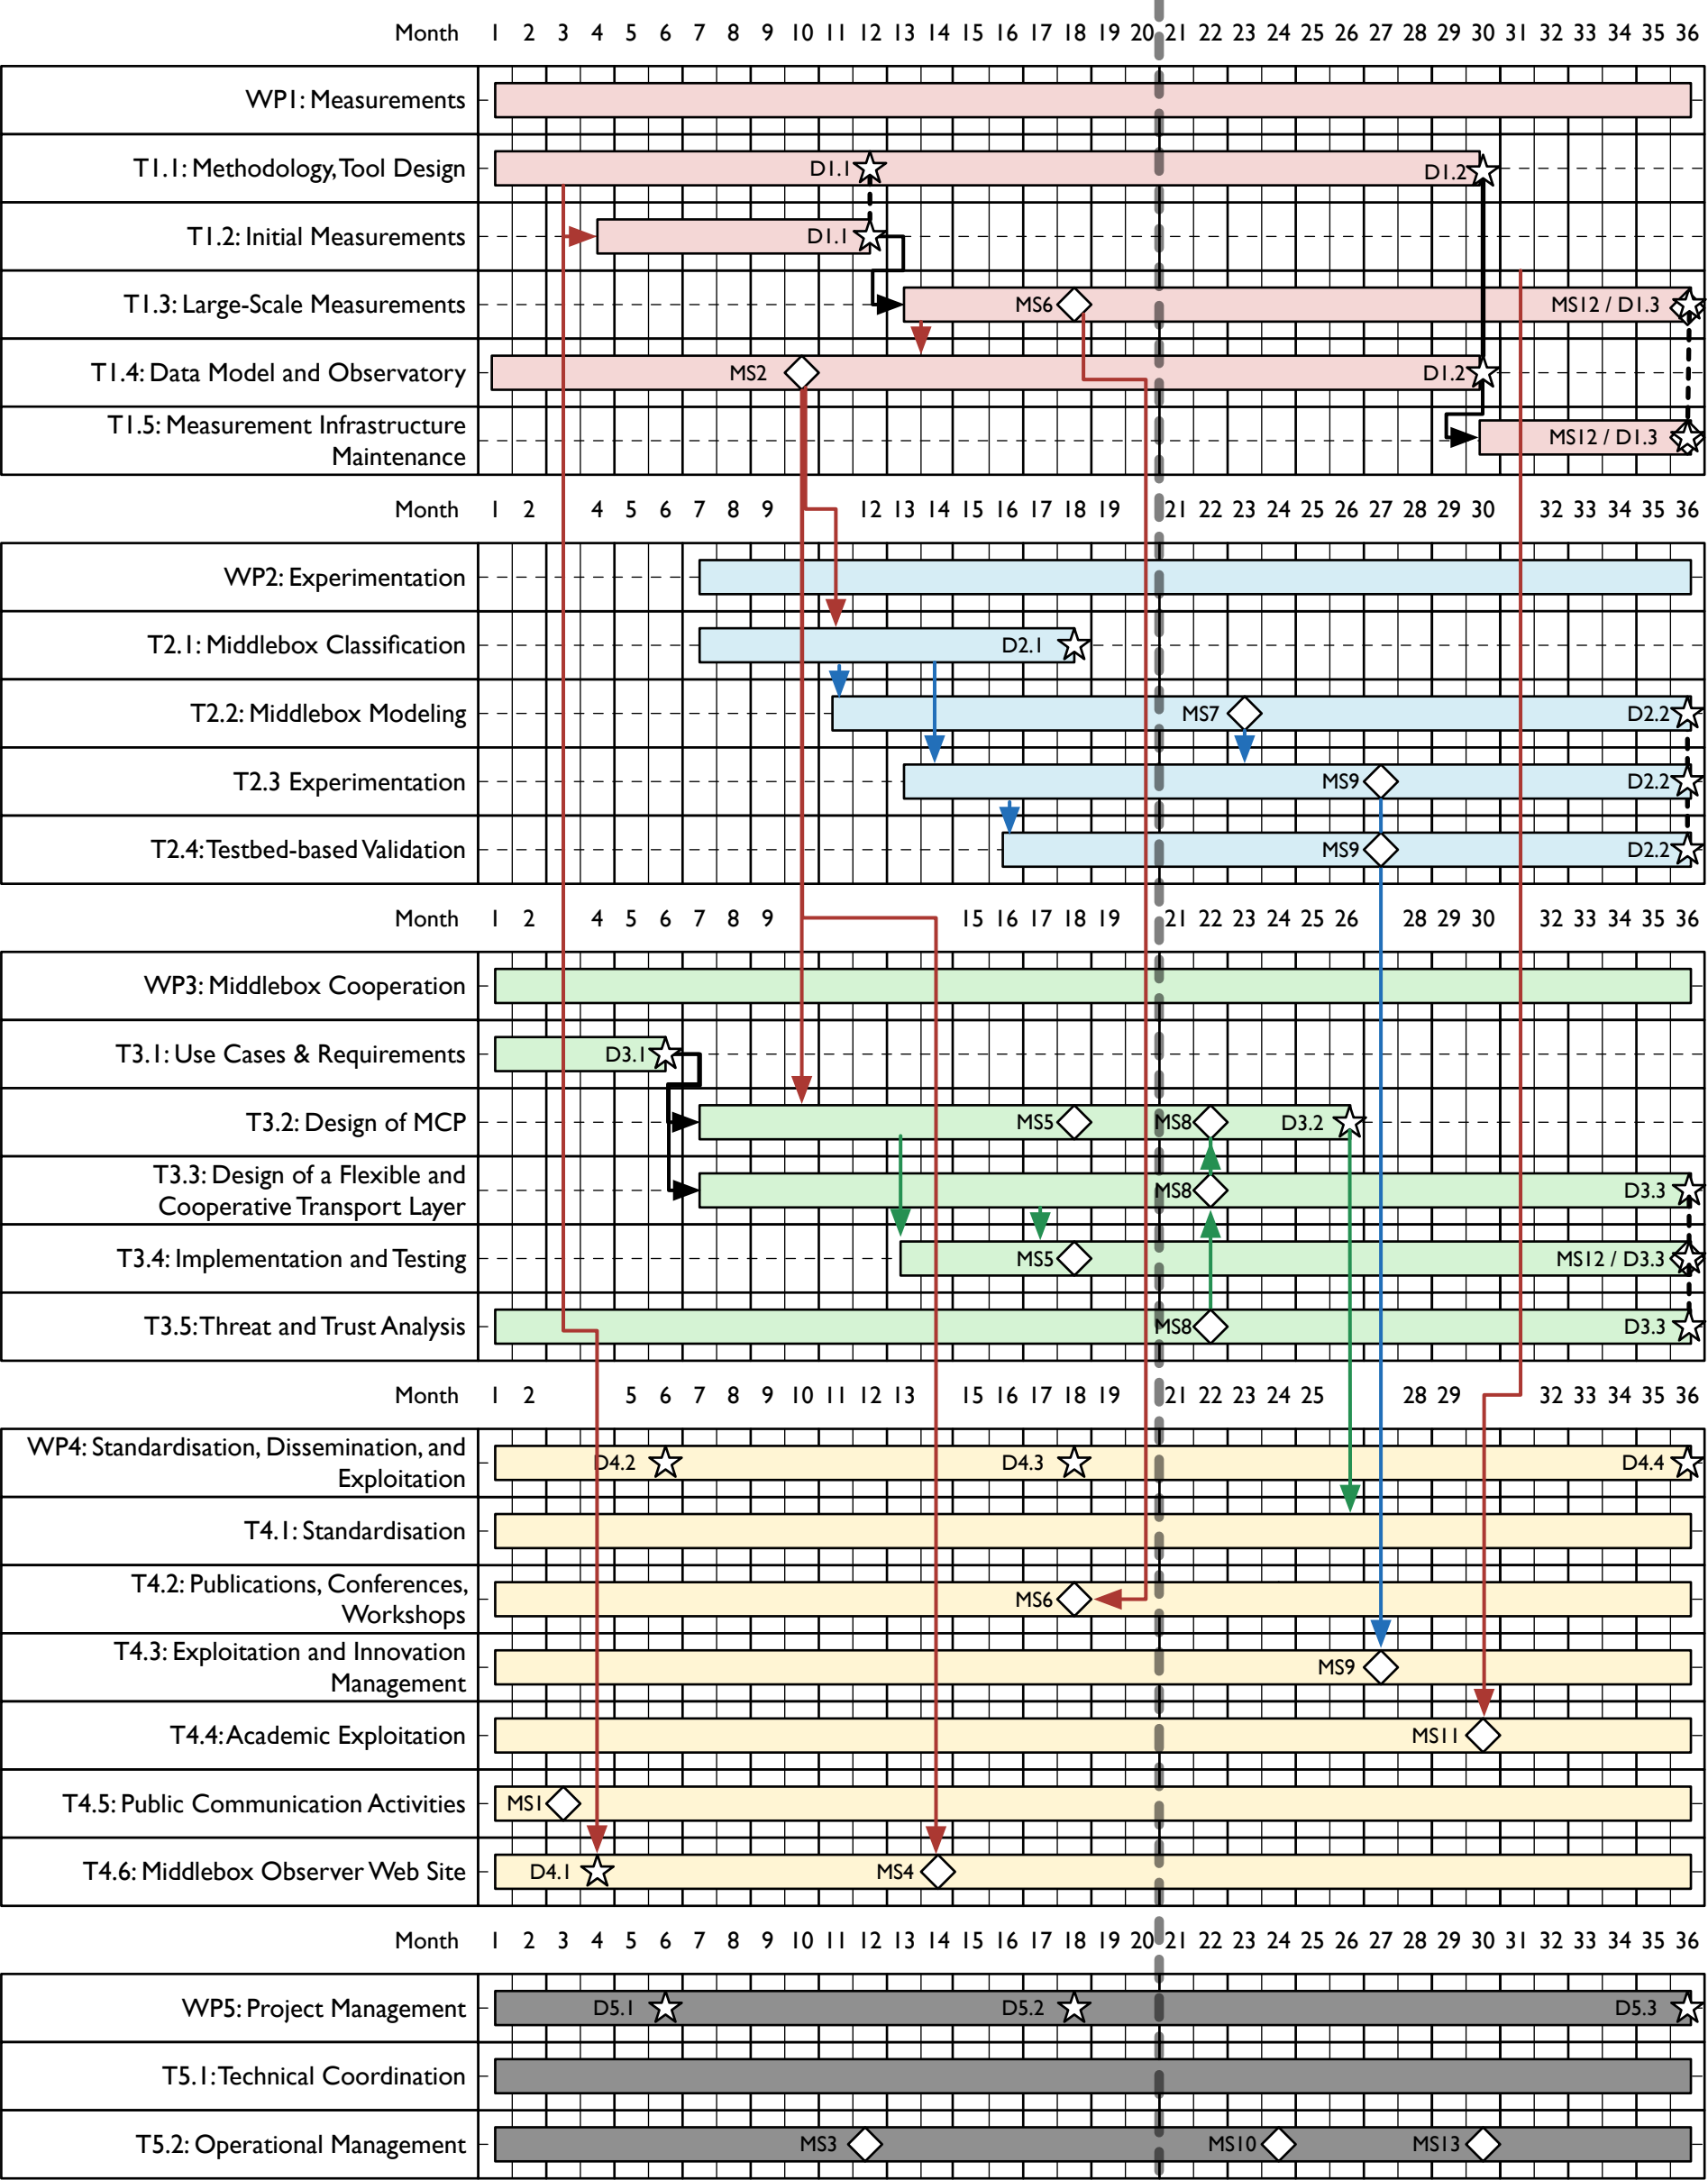 Month 1 2 3 4 5 6 7 8 9 10 11 12 13 14 15 16 17 18 19 20 21 22 23 24 25 26 27 28 29 30 31 32 33 34 35 36
WP1: Measurements
T1.1: Methodology, Tool Design D1.1 D1.2
T1.2: Initial Measurements D1.1
T1.3: Large-Scale Measurements MS6 MS12 / D1.3
T1.4: Data Model and Observatory MS2 D1.2
T1.5: Measurement Infrastructure
Maintenance MS12 / D1.3
Month 1 2 4 5 6 7 8 9 12 13 14 15 16 17 18 19 21 22 23 24 25 26 27 28 29 30 32 33 34 35 36
WP2: Experimentation
T2.1: Middlebox Classification D2.1
T2.2: Middlebox Modeling MS7 D2.2
T2.3 Experimentation MS9 D2.2
T2.4: Testbed-based Validation MS9 D2.2
Month 1 2 4 5 6 7 8 9 15 16 17 18 19 21 22 23 24 25 26 28 29 30 32 33 34 35 36
WP3: Middlebox Cooperation
T3.1: Use Cases & Requirements D3.1
T3.2: Design of MCP MS5 MS8 D3.2
T3.3: Design of a Flexible and
Cooperative Transport Layer MS8 D3.3
T3.4: Implementation and Testing MS5 MS12 / D3.3
T3.5: Threat and Trust Analysis MS8 D3.3
Month 1 2 5 6 7 8 9 10 11 12 13 15 16 17 18 19 21 22 23 24 25 28 29 32 33 34 35 36
WP4: Standardisation, Dissemination, and
Exploitation D4.2 D4.3 D4.4
T4.1: Standardisation
T4.2: Publications, Conferences,
Workshops MS6
T4.3: Exploitation and Innovation
Management MS9
T4.4: Academic Exploitation MS11
T4.5: Public Communication Activities MS1
T4.6: Middlebox Observer Web Site D4.1 MS4
Month 1 2 3 4 5 6 7 8 9 10 11 12 13 14 15 16 17 18 19 20 21 22 23 24 25 26 27 28 29 30 31 32 33 34 35 36
WP5: Project Management D5.1 D5.2 D5.3
T5.1: Technical Coordination
T5.2: Operational Management MS3 MS10 MS13